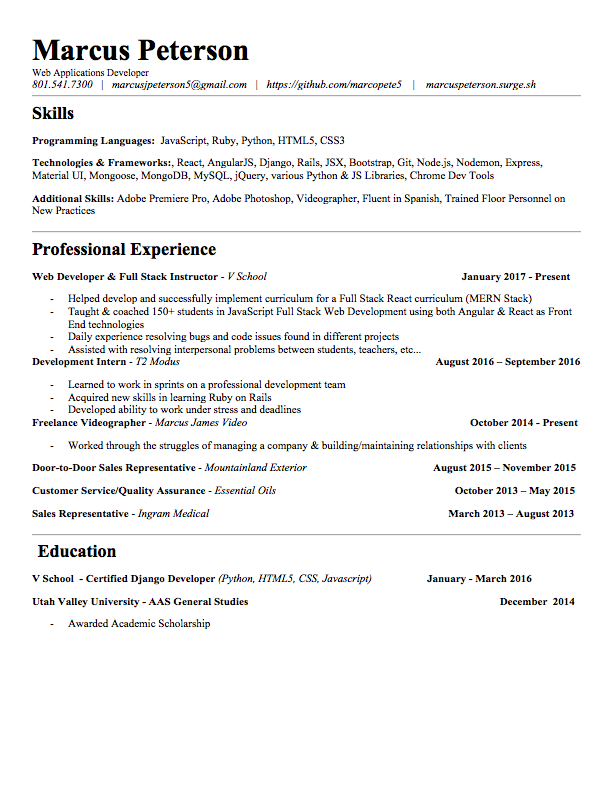 Marcus Peterson
Web Applications Developer
801.541.7300 | marcusjpeterson5@gmail.com | https://github.com/marcopete5 | marcuspeterson.surge.sh
Skills
Programming Languages: JavaScript, Ruby, Python, HTML5, CSS3
Technologies & Frameworks:, React, AngularJS, Django, Rails, JSX, Bootstrap, Git, Node.js, Nodemon, Express,
Material UI, Mongoose, MongoDB, MySQL, jQuery, various Python & JS Libraries, Chrome Dev Tools
Additional Skills: Adobe Premiere Pro, Adobe Photoshop, Videographer, Fluent in Spanish, Trained Floor Personnel on
New Practices
Professional Experience
Web Developer & Full Stack Instructor - V School January 2017 - Present
- Helped develop and successfully implement curriculum for a Full Stack React curriculum (MERN Stack)
- Taught & coached 150+ students in JavaScript Full Stack Web Development using both Angular & React as Front
End technologies
- Daily experience resolving bugs and code issues found in different projects
- Assisted with resolving interpersonal problems between students, teachers, etc...
Development Intern - T2 Modus August 2016 – September 2016
- Learned to work in sprints on a professional development team
- Acquired new skills in learning Ruby on Rails
- Developed ability to work under stress and deadlines
Freelance Videographer - Marcus James Video October 2014 - Present
- Worked through the struggles of managing a company & building/maintaining relationships with clients
Door-to-Door Sales Representative - Mountainland Exterior August 2015 – November 2015
Customer Service/Quality Assurance - Essential Oils October 2013 – May 2015
Sales Representative - Ingram Medical March 2013 – August 2013
Education
V School - Certified Django Developer (Python, HTML5, CSS, Javascript) January - March 2016
Utah Valley University - AAS General Studies December 2014
- Awarded Academic Scholarship